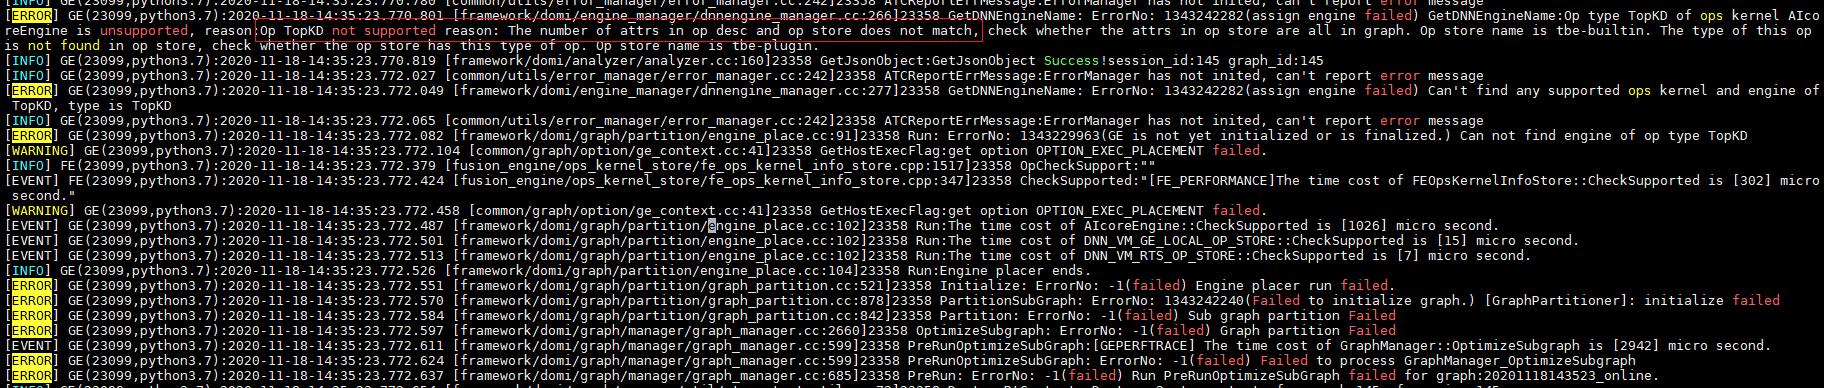 [INFO] GE(23099,python3.7):2020-11-18-14:35:23.770.780 [common/utils/error_manager/error_manager.cc:242]23358 ATCReportErrMessage:ErrorManager has not inited, can't report error message
[ERROR] GE(23099,python3.7):2020-11-18-14:35:23.770.801 [framework/domi/engine_manager/dnnengine_manager.cc:266]23358 GetDNNEngineName: ErrorNo: 1343242282(assign engine failed) GetDNNEngineName:Op type TopKD of ops kernel AIco
reEngine is unsupported, reason:Op TopKD not supported reason: The number of attrs in op desc and op store does not match, check whether the attrs in op store are all in graph. Op store name is tbe-builtin. The type of this op
is not found in op store, check whether the op store has this type of op. Op store name is tbe-plugin.
[INFO] GE(23099,python3.7):2020-11-18-14:35:23.770.819 [framework/domi/analyzer/analyzer.cc:160]23358 GetJsonObject:GetJsonObject Success!session_id:145 graph_id:145
[INFO] GE(23099,python3.7):2020-11-18-14:35:23.772.027 [common/utils/error_manager/error_manager.cc:242]23358 ATCReportErrMessage:ErrorManager has not inited, can't report error message
[ERROR] GE(23099,python3.7):2020-11-18-14:35:23.772.049 [framework/domi/engine_manager/dnnengine_manager.cc:277]23358 GetDNNEngineName: ErrorNo: 1343242282(assign engine failed) Can't find any supported ops kernel and engine of
TopKD, type is TopKD
[INFO] GE(23099,python3.7):2020-11-18-14:35:23.772.065 [common/utils/error_manager/error_manager.cc:242]23358 ATCReportErrMessage:ErrorManager has not inited, can't report error message
[ERROR] GE(23099,python3.7):2020-11-18-14:35:23.772.082 [framework/domi/graph/partition/engine_place.cc:91]23358 Run: ErrorNo: 1343229963(GE is not yet initialized or is finalized.) Can not find engine of op type TopKD
[WARNING] GE(23099,python3.7):2020-11-18-14:35:23.772.104 [common/graph/option/ge_context.cc:41]23358 GetHostExecFlag:get option OPTION_EXEC_PLACEMENT failed.
[INFO] FE(23099,python3.7):2020-11-18-14:35:23.772.379 [fusion_engine/ops_kernel_store/fe_ops_kernel_info_store.cpp:1517]23358 OpCheckSupport:""
[EVENT] FE(23099,python3.7):2020-11-18-14:35:23.772.424 [fusion_engine/ops_kernel_store/fe_ops_kernel_info_store.cpp:347]23358 CheckSupported:"[FE_PERFORMANCE]The time cost of FEOpsKernelInfoStore::CheckSupported is [302] micro
second."
[WARNING] GE(23099,python3.7):2020-11-18-14:35:23.772.458 [common/graph/option/ge_context.cc:41]23358 GetHostExecFlag:get option OPTION_EXEC_PLACEMENT failed.
[EVENT] GE(23099,python3.7):2020-11-18-14:35:23.772.487 [framework/domi/graph/partition/engine_place.cc:102]23358 Run:The time cost of AIcoreEngine::CheckSupported is [1026] micro second.
[EVENT] GE(23099,python3.7):2020-11-18-14:35:23.772.501 [framework/domi/graph/partition/engine_place.cc:102]23358 Run:The time cost of DNN_VM_GE_LOCAL_OP_STORE::CheckSupported is [15] micro second.
[EVENT] GE(23099,python3.7):2020-11-18-14:35:23.772.513 [framework/domi/graph/partition/engine_place.cc:102]23358 Run:The time cost of DNN_VM_RTS_OP_STORE::CheckSupported is [7] micro second.
[INFO] GE(23099,python3.7):2020-11-18-14:35:23.772.526 [framework/domi/graph/partition/engine_place.cc:104]23358 Run:Engine placer ends.
[ERROR] GE(23099,python3.7):2020-11-18-14:35:23.772.551 [framework/domi/graph/partition/graph_partition.cc:521]23358 Initialize: ErrorNo: -1(failed) Engine placer run failed.
[ERROR] GE(23099,python3.7):2020-11-18-14:35:23.772.570 [framework/domi/graph/partition/graph_partition.cc:878]23358 PartitionSubGraph: ErrorNo: 1343242240(Failed to initialize graph.) [GraphPartitioner]: initialize failed
[ERROR] GE(23099,python3.7):2020-11-18-14:35:23.772.584 [framework/domi/graph/partition/graph_partition.cc:842]23358 Partition: ErrorNo: -1(failed) Sub graph partition Failed
[ERROR] GE(23099,python3.7):2020-11-18-14:35:23.772.597 [framework/domi/graph/manager/graph_manager.cc:2660]23358 OptimizeSubgraph: ErrorNo: -1(failed) Graph partition Failed
[EVENT] GE(23099,python3.7):2020-11-18-14:35:23.772.611 [framework/domi/graph/manager/graph_manager.cc:599]23358 PreRunOptimizeSubGraph:[GEPERFTRACE] The time cost of GraphManager::OptimizeSubgraph is [2942] micro second.
[ERROR] GE(23099,python3.7):2020-11-18-14:35:23.772.624 [framework/domi/graph/manager/graph_manager.cc:599]23358 PreRunOptimizeSubGraph: ErrorNo: -1(failed) Failed to process GraphManager_OptimizeSubgraph
[ERROR] GE(23099,python3.7):2020-11-18-14:35:23.772.637 [framework/domi/graph/manager/graph_manager.cc:685]23358 PreRun: ErrorNo: -1(failed) Run PreRunOptimizeSubGraph failed for graph:20201118143523_online.